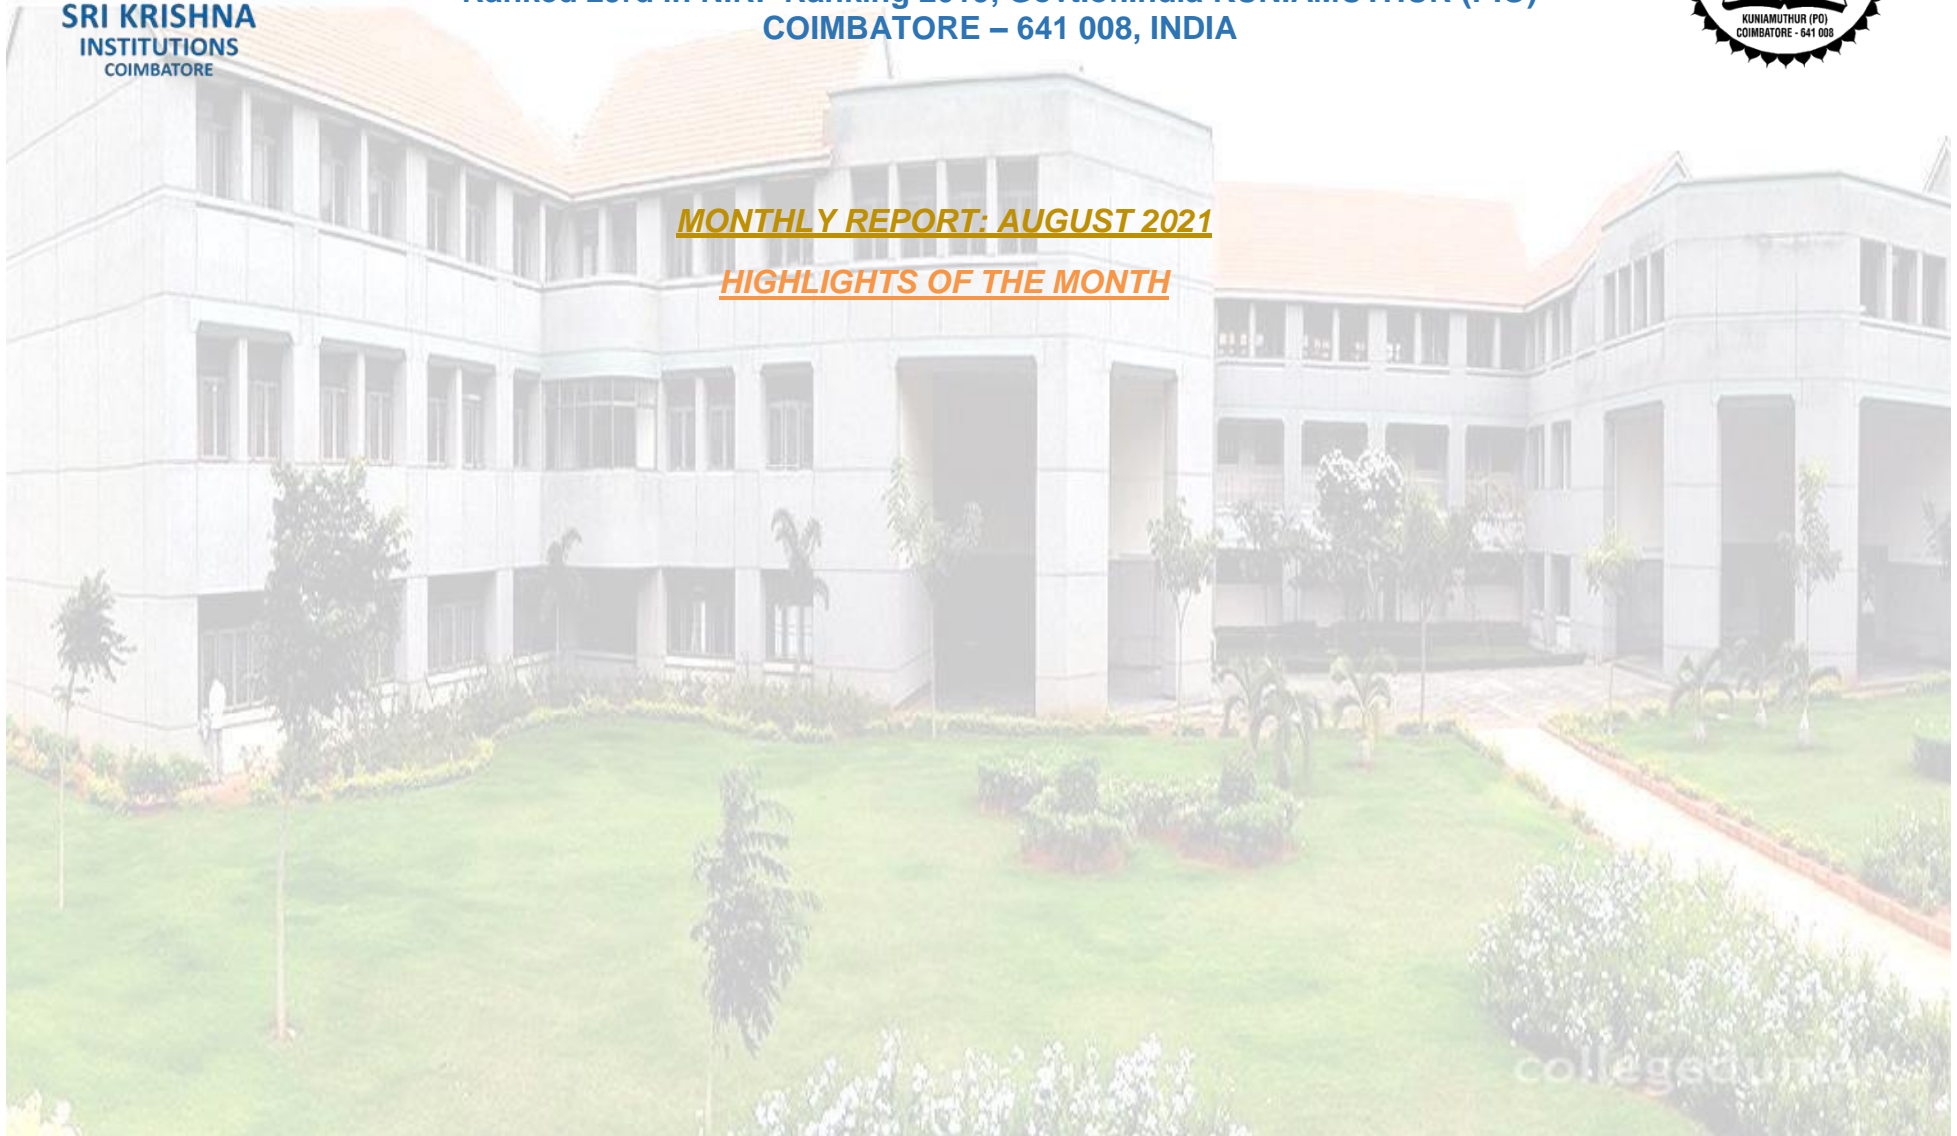 SRI KRISHNA
INSTITUTIONS
COIMBATORE
COIMBATORE – 641 008, INDIA
KUNIAMUTHUR (PO)
COIMBATORE - 641 008
MONTHLY REPORT: AUGUST 2021
HIGHLIGHTS OF THE MONTH